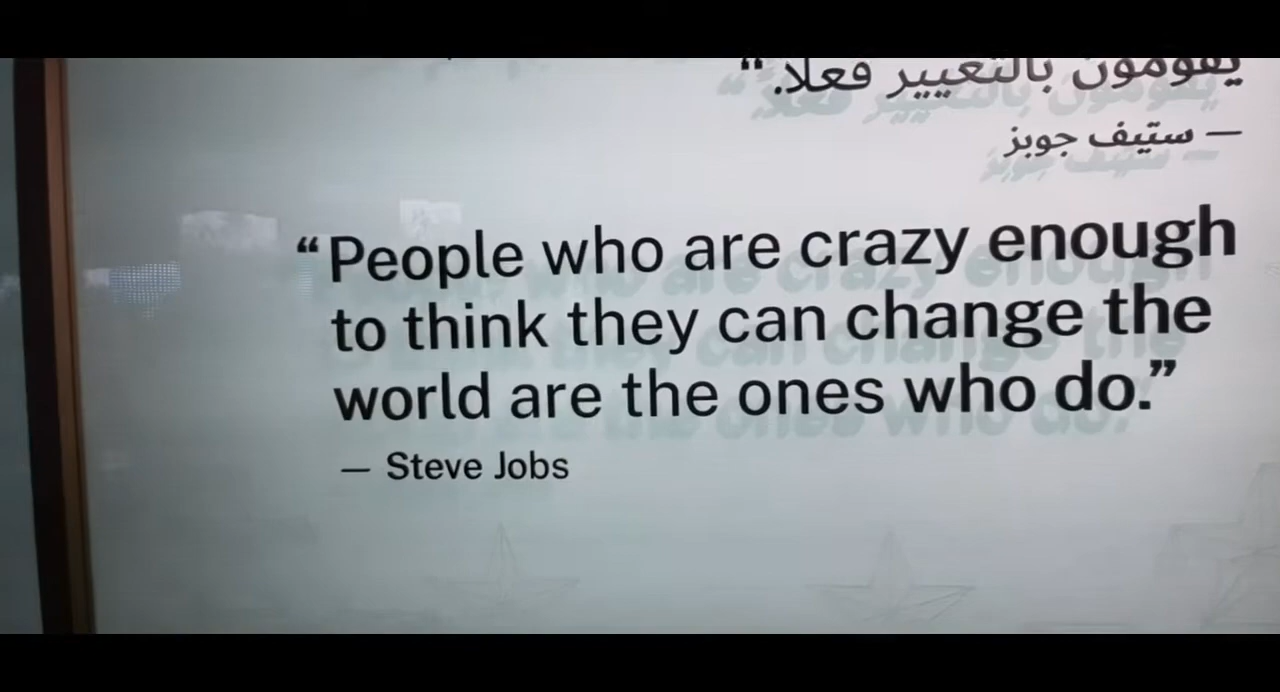 يقومون بالتغيير فعلًا.“
— ستيف جوبز
“People who are crazy enough
to think they can change the
world are the ones who do.”
— Steve Jobs